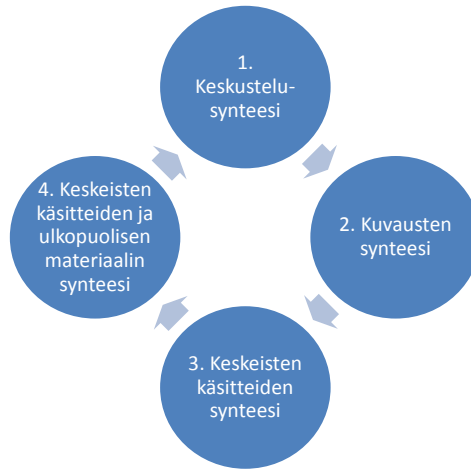 1.
Keskustelu-
synteesi
2. Kuvausten
synteesi
3. Keskeisten
käsitteiden
synteesi
4. Keskeisten
käsitteiden ja
ulkopuolisen
materiaalin
synteesi